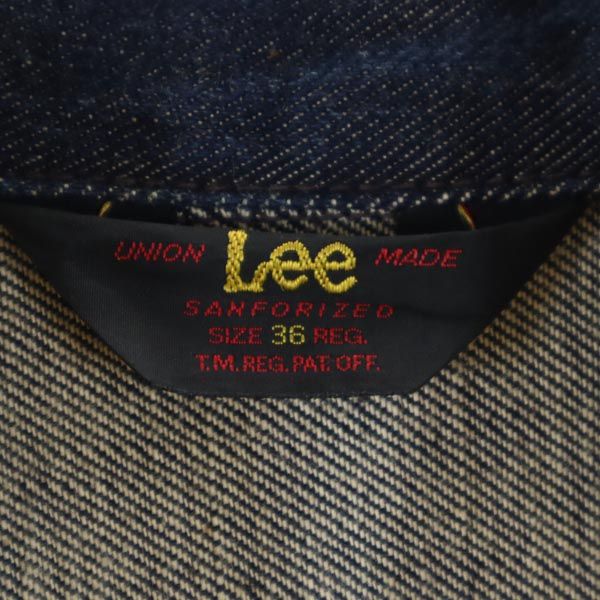 UNION Lee MADE
SANFORIZED
SIZE 36 REG.
T.M. REG. PAT. OFF.